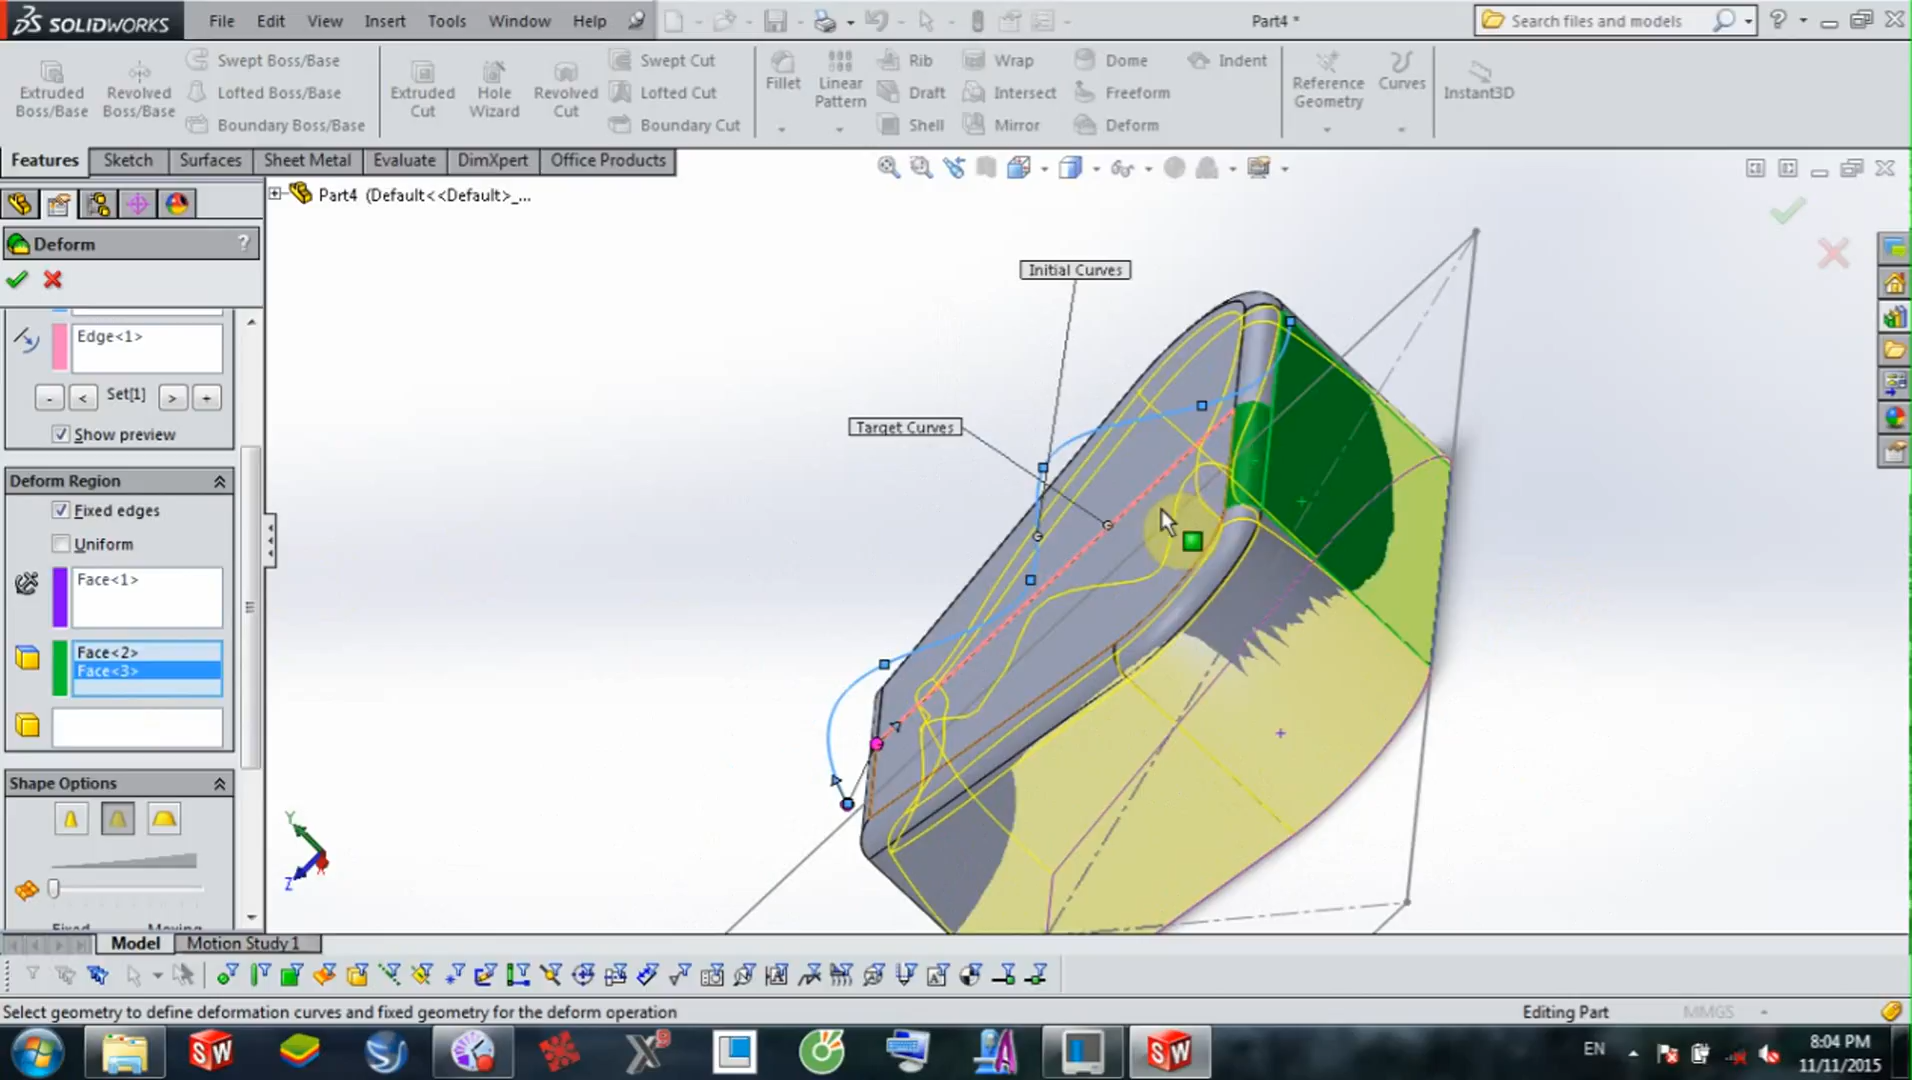 SOLIDWORKS File Edit View Insert Tools Window Help Part4 * Search files and models
Extruded Boss/Base
Revolved Boss/Base
Swept Boss/Base
Lofted Boss/Base
Boundary Boss/Base
Extruded Cut
Hole Wizard
Revolved Cut
Swept Cut
Lofted Cut
Boundary Cut
Fillet
Linear Pattern
Rib
Draft
Shell
Wrap
Intersect
Mirror
Dome
Freeform
Deform
Indent
Reference Geometry
Curves
Instant3D
Features Sketch Surfaces Sheet Metal Evaluate DimXpert Office Products
Part4 (Default<<Default>_...
Deform ?
Edge<1>
- < Set[1] > +
Show preview
Deform Region
Fixed edges
Uniform
Face<1>
Face<2>
Face<3>
Shape Options
Initial Curves
Target Curves
Y
Z
Model Motion Study 1
Select geometry to define deformation curves and fixed geometry for the deform operation Editing Part MMGS
EN 8:04 PM
11/11/2015